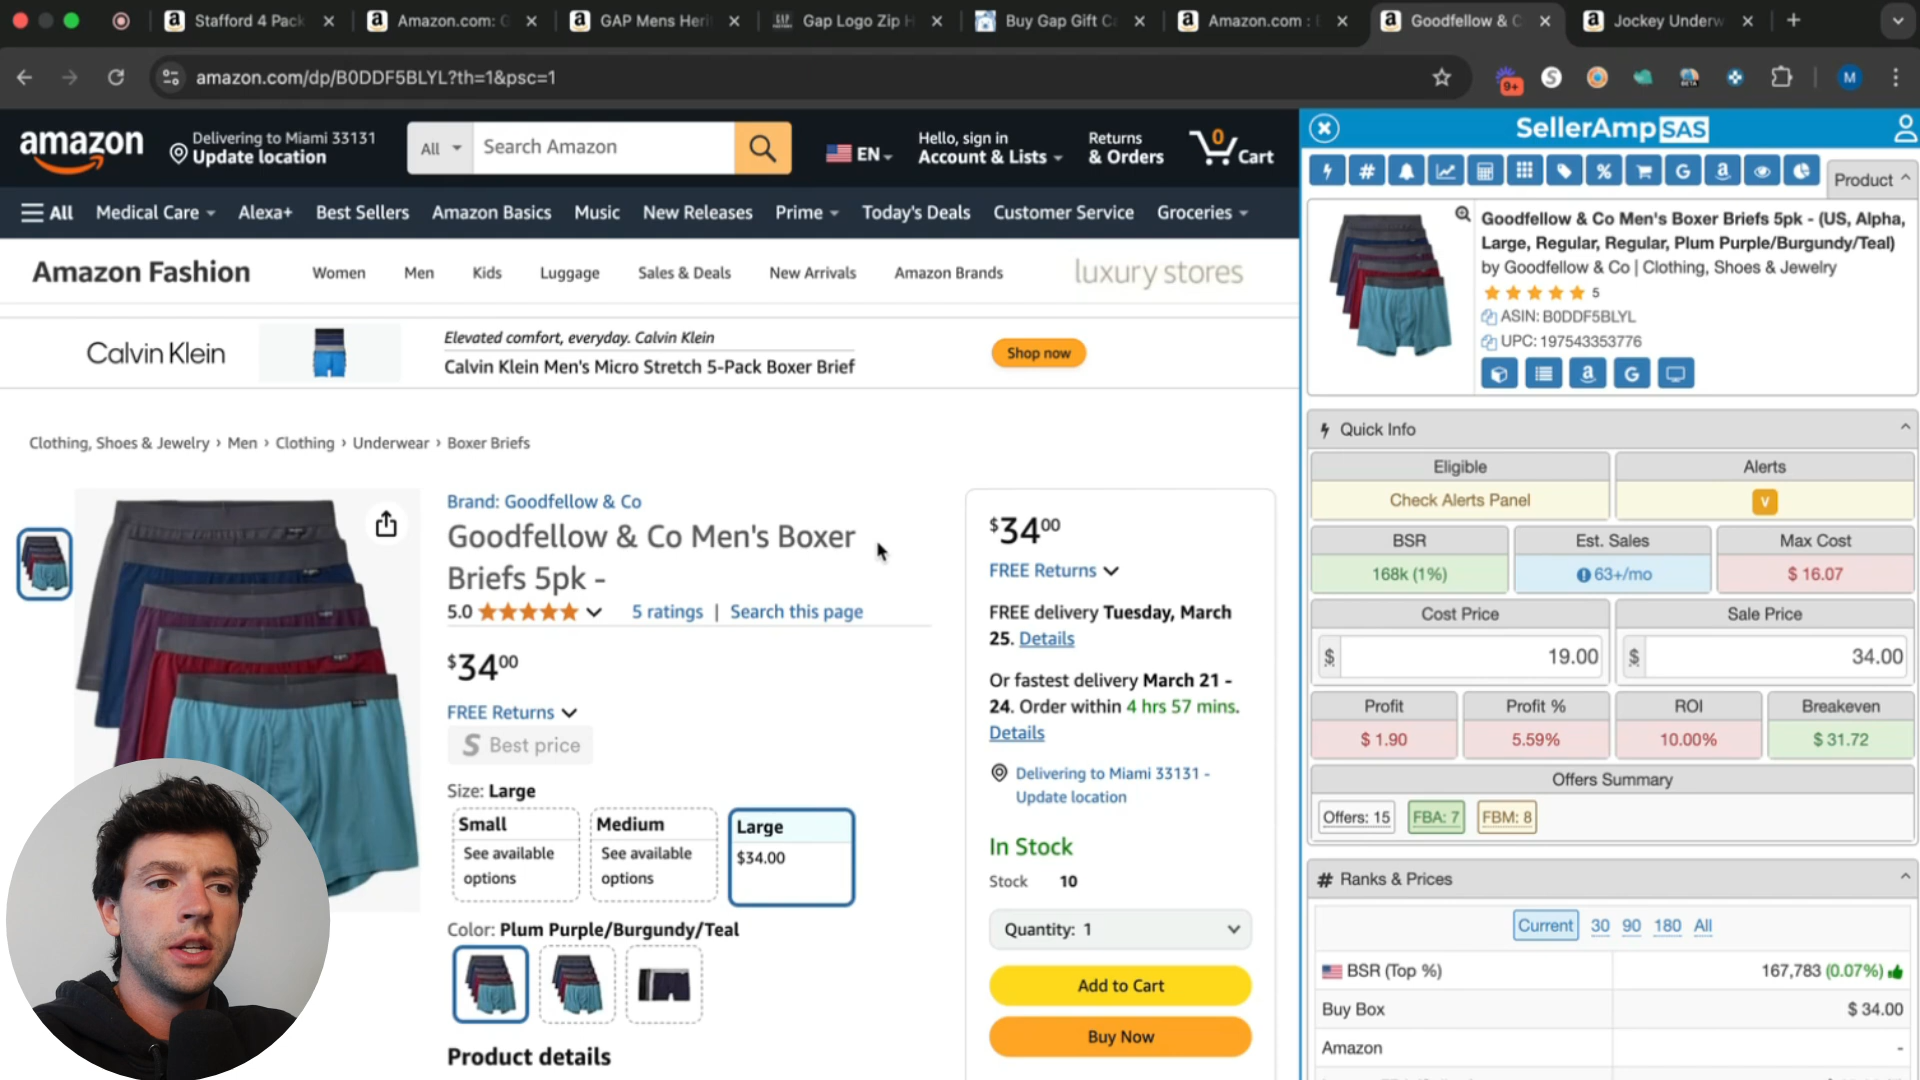 Stafford 4 Pack
Amazon.com: G
GAP Mens Heri
Gap Logo Zip H
Buy Gap Gift Ca
Amazon.com :
Goodfellow & C
Jockey Underw
amazon.com/dp/B0DDF5BLYL?th=1&psc=1
9+
BETA
M
amazon
Delivering to Miami 33131
Update location
All
Search Amazon
EN
Hello, sign in
Account & Lists
Returns
& Orders
0
Cart
All
Medical Care
Alexa+
Best Sellers
Amazon Basics
Music
New Releases
Prime
Today's Deals
Customer Service
Groceries
Amazon Fashion
Women
Men
Kids
Luggage
Sales & Deals
New Arrivals
Amazon Brands
luxury stores
Calvin Klein
Elevated comfort, everyday. Calvin Klein
Calvin Klein Men's Micro Stretch 5-Pack Boxer Brief
Shop now
Clothing, Shoes & Jewelry › Men › Clothing › Underwear › Boxer Briefs
Brand: Goodfellow & Co
Goodfellow & Co Men's Boxer
Briefs 5pk -
5.0
5 ratings | Search this page
$3400
FREE Returns
S Best price
Size: Large
Small
See available
options
Medium
See available
options
Large
$34.00
Color: Plum Purple/Burgundy/Teal
Product details
$3400
FREE Returns
FREE delivery Tuesday, March
25. Details
Or fastest delivery March 21 -
24. Order within 4 hrs 57 mins.
Details
Delivering to Miami 33131 -
Update location
In Stock
Stock 10
Quantity: 1
Add to Cart
Buy Now
SellerAmp SAS
Product
Goodfellow & Co Men's Boxer Briefs 5pk - (US, Alpha,
Large, Regular, Regular, Plum Purple/Burgundy/Teal)
by Goodfellow & Co | Clothing, Shoes & Jewelry
5
ASIN: B0DDF5BLYL
UPC: 197543353776
Quick Info
Eligible
Alerts
Check Alerts Panel
V
BSR
Est. Sales
Max Cost
168k (1%)
63+/mo
$ 16.07
Cost Price
Sale Price
$ 19.00
$ 34.00
Profit
Profit %
ROI
Breakeven
$ 1.90
5.59%
10.00%
$ 31.72
Offers Summary
Offers: 15
FBA: 7
FBM: 8
# Ranks & Prices
Current 30 90 180 All
BSR (Top %)
167,783 (0.07%)
Buy Box
$ 34.00
Amazon
-